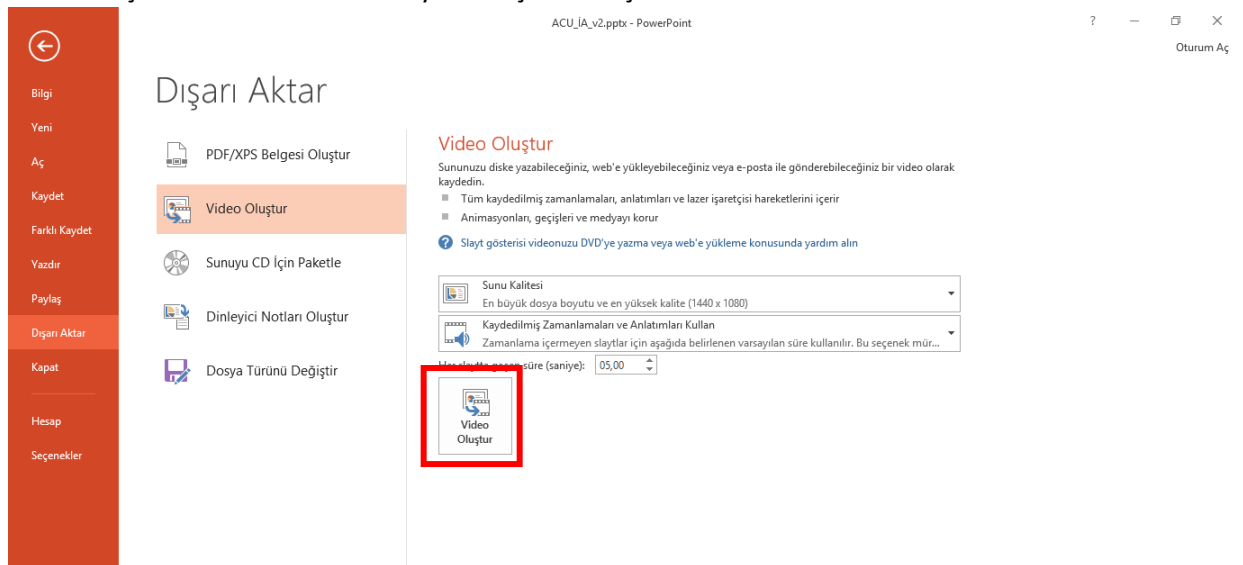 ACU_İA_v2.pptx - PowerPoint
?
Oturum Aç
Bilgi
Yeni
Aç
Kaydet
Farklı Kaydet
Yazdır
Paylaş
Dışarı Aktar
Kapat
Hesap
Seçenekler
Dışarı Aktar
PDF/XPS Belgesi Oluştur
Video Oluştur
Sunuyu CD İçin Paketle
Dinleyici Notları Oluştur
Dosya Türünü Değiştir
Video Oluştur
Sununuzu diske yazabileceğiniz, web'e yükleyebileceğiniz veya e-posta ile gönderebileceğiniz bir video olarak
kaydedin.
Tüm kaydedilmiş zamanlamaları, anlatımları ve lazer işaretçisi hareketlerini içerir
Animasyonları, geçişleri ve medyayı korur
Slayt gösterisi videonuzu DVD'ye yazma veya web'e yükleme konusunda yardım alın
Sunu Kalitesi
En büyük dosya boyutu ve en yüksek kalite (1440 x 1080)
Kaydedilmiş Zamanlamaları ve Anlatımları Kullan
Zamanlama içermeyen slaytlar için aşağıda belirlenen varsayılan süre kullanılır. Bu seçenek mür...
süre (saniye): 05,00
Video
Oluştur